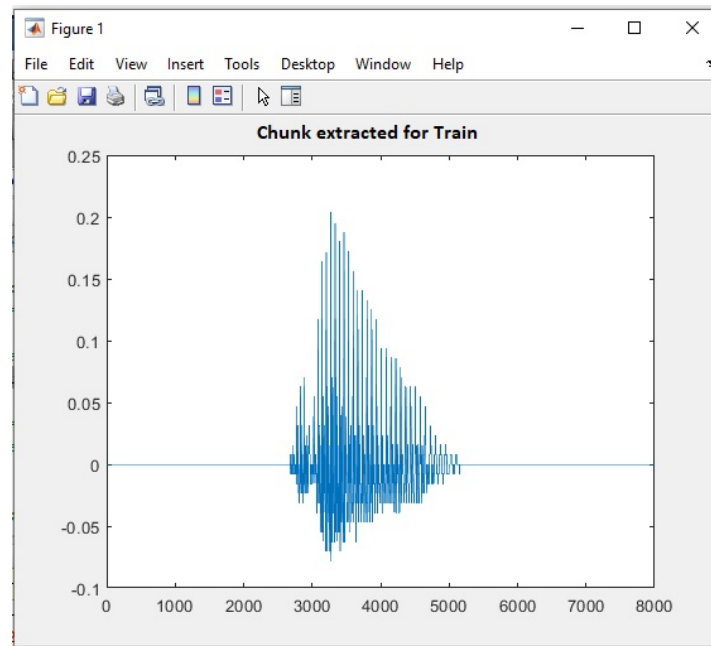 Figure 1
File Edit View Insert Tools Desktop Window Help
Chunk extracted for Train
0.25
0.2
0.15
0.1
0.05
0
-0.05
-0.1
0 1000 2000 3000 4000 5000 6000 7000 8000